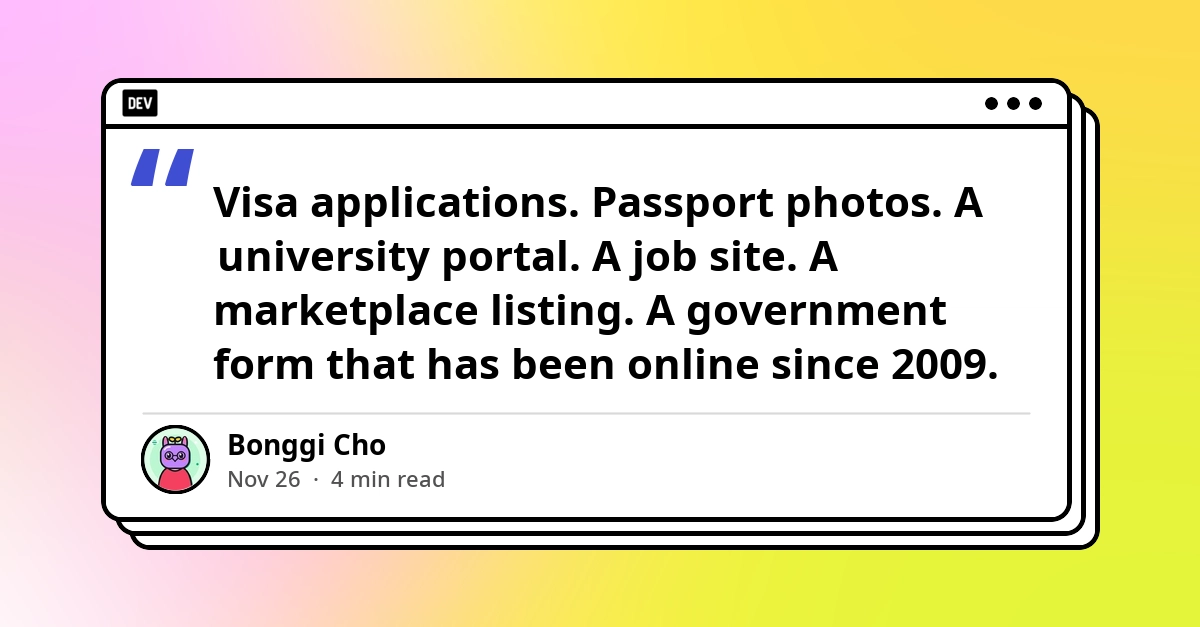 DEV
“
Visa applications. Passport photos. A
university portal. A job site. A
marketplace listing. A government
form that has been online since 2009.
Bonggi Cho
Nov 26 · 4 min read